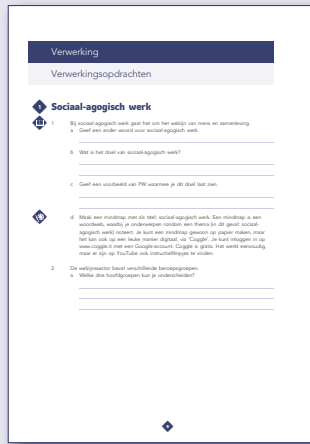 Verwerking
Verwerkingsopdrachten
1 Sociaal-agogisch werk
1 Bij sociaal-agogisch werk gaat het om het welzijn van mens en samenleving.
a Geef een ander woord voor sociaal-agogisch werk.
b Wat is het doel van sociaal-agogisch werk?
c Geef een voorbeeld van PW waarmee je dit doel laat zien.
d Maak een mindmap met als titel: sociaal-agogisch werk. Een mindmap is een
woordweb, waarbij je onderwerpen rondom een thema (in dit geval: sociaal-
agogisch werk) noteert. Je kunt een mindmap gewoon op papier maken, maar
het kan ook op een leuke manier digitaal, via 'Coggle'. Je kunt inloggen in op
www.coggle.it met een Google-account. Coggle is gratis. Het werkt eenvoudig,
maar er zijn op YouTube ook instructiefilmpjes te vinden.
2 De welzijnssector bevat verschillende beroepsgroepen.
a Welke drie hoofdgroepen kun je onderscheiden?